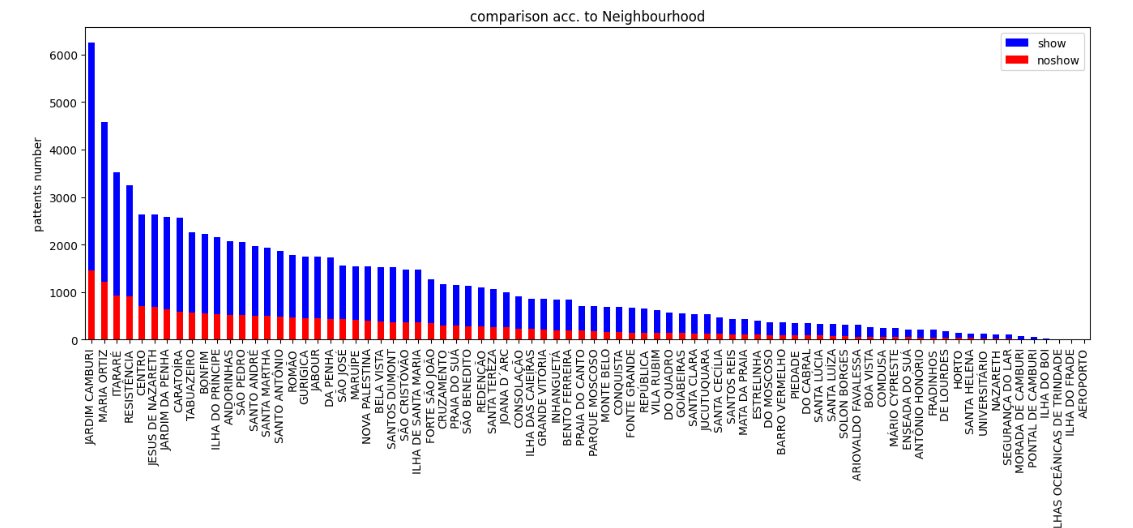 comparison acc. to Neighbourhood
show
noshow
pattents number
6000
5000
4000
3000
2000
1000
0
JARDIM CAMBURI
MARIA ORTIZ
ITARARÉ
RESISTÊNCIA
CENTRO
JESUS DE NAZARETH
JARDIM DA PENHA
CARATOÍRA
TABUAZEIRO
BONFIM
ILHA DO PRÍNCIPE
ANDORINHAS
SÃO PEDRO
SANTO ANDRÉ
SANTA MARTHA
SANTO ANTÔNIO
ROMÃO
GURIGICA
JABOUR
DA PENHA
SÃO JOSÉ
MARUÍPE
NOVA PALESTINA
BELA VISTA
SANTOS DUMONT
SÃO CRISTÓVÃO
ILHA DE SANTA MARIA
FORTE SÃO JOÃO
CRUZAMENTO
PRAIA DO SUÁ
SÃO BENEDITO
REDENÇÃO
SANTA TEREZA
JOANA D´ARC
CONSOLAÇÃO
ILHA DAS CAIEIRAS
GRANDE VITÓRIA
INHANGUETÁ
BENTO FERREIRA
PRAIA DO CANTO
PARQUE MOSCOSO
MONTE BELO
CONQUISTA
FONTE GRANDE
REPÚBLICA
VILA RUBIM
DO QUADRO
GOIABEIRAS
SANTA CLARA
JUCUTUQUARA
SANTA CECÍLIA
SANTOS REIS
MATA DA PRAIA
ESTRELINHA
DO MOSCOSO
BARRO VERMELHO
PIEDADE
DO CABRAL
SANTA LÚCIA
SANTA LUÍZA
SOLON BORGES
ARIOVALDO FAVALESSA
BOA VISTA
COMDUSA
MÁRIO CYPRESTE
ENSEADA DO SUÁ
ANTÔNIO HONÓRIO
FRADINHOS
DE LOURDES
HORTO
SANTA HELENA
UNIVERSITÁRIO
NAZARETH
SEGURANÇA DO LAR
MORADA DE CAMBURI
PONTAL DE CAMBURI
ILHA DO BOI
LHAS OCEÂNICAS DE TRINDADE
ILHA DO FRADE
AEROPORTO